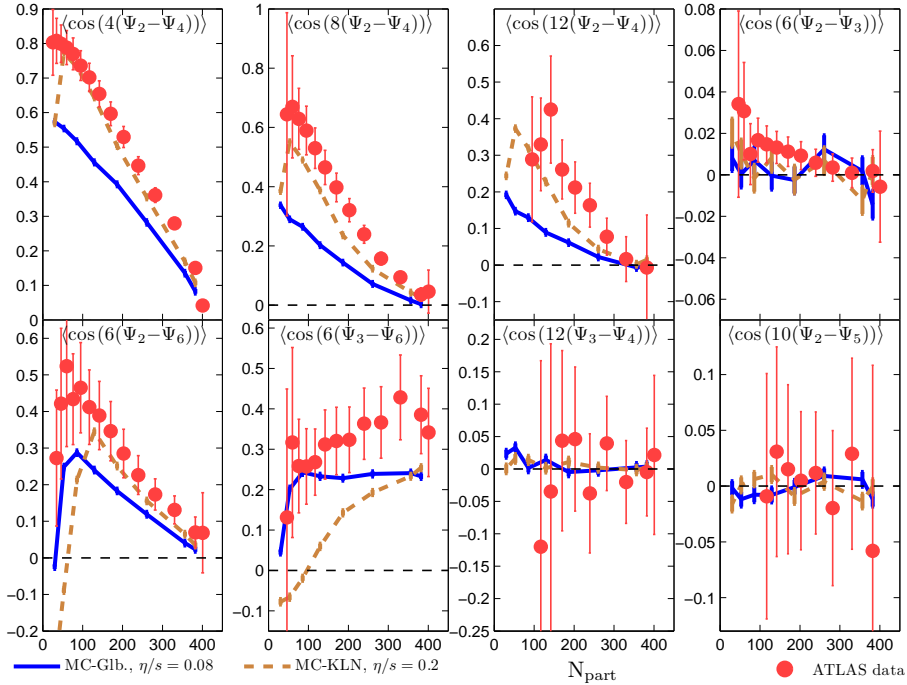 ⟨cos(4(Ψ₂−Ψ₄))⟩ ⟨cos(8(Ψ₂−Ψ₄))⟩ ⟨cos(12(Ψ₂−Ψ₄))⟩ ⟨cos(6(Ψ₂−Ψ₃))⟩
0.9 1 0.6 0.08
0.8 0.8 0.5 0.06
0.7 0.6 0.4 0.04
0.6 0.4 0.3 0.02
0.5 0.2 0.2 0
0.4 0 0.1 −0.02
0.3 0 −0.04
0.2 −0.1 −0.06
0.1 −0.08
0
⟨cos(6(Ψ₂−Ψ₆))⟩ ⟨cos(6(Ψ₃−Ψ₆))⟩ ⟨cos(12(Ψ₃−Ψ₄))⟩ ⟨cos(10(Ψ₂−Ψ₅))⟩
0.6 0.6 0.25 0.1
0.5 0.5 0.2 0.05
0.4 0.4 0.15 0
0.3 0.3 0.1 −0.05
0.2 0.2 0.05 −0.1
0.1 0.1 0
0 0 −0.05
−0.1 −0.1 −0.1
−0.2 −0.15
−0.2
−0.25
0 100 200 300 400 0 100 200 300 400 0 100 200 300 400 0 100 200 300 400
MC-Glb., η/s = 0.08 MC-KLN, η/s = 0.2 N_part ATLAS data